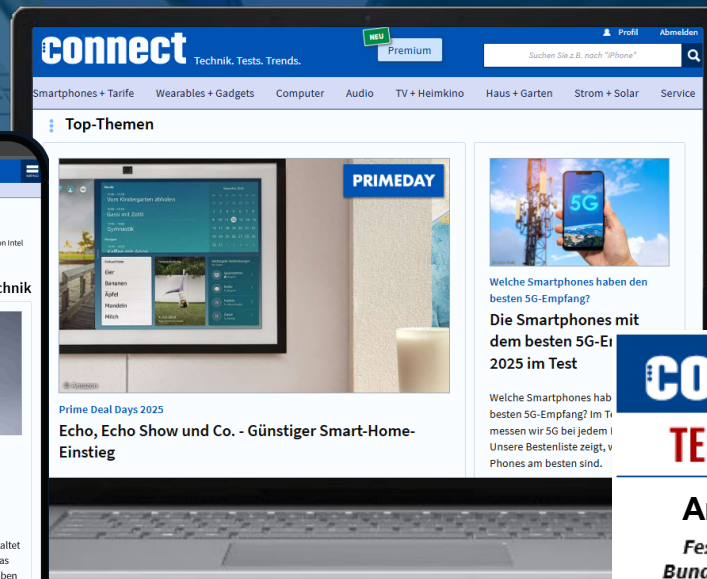 connect
Technik. Tests. Trends.
NEU
Premium
Profil
Abmelden
Suchen Sie z.B. nach "iPhone"
Smartphones + Tarife
Wearables + Gadgets
Computer
Audio
TV + Heimkino
Haus + Garten
Strom + Solar
Service
Top-Themen
PRIMEDAY
Vom Kindergarten abholen
Gassi mit Zotti
Gymnastik
Eier
Bananen
Äpfel
Mandeln
Milch
© Amazon
Prime Deal Days 2025
Echo, Echo Show und Co. - Günstiger Smart-Home-
Einstieg
5G
Welche Smartphones haben den
besten 5G-Empfang?
Die Smartphones mit
dem besten 5G-E
2025 im Test
Welche Smartphones hab
besten 5G-Empfang? Im Te
messen wir 5G bei jedem
Unsere Bestenliste zeigt, w
Phones am besten sind.
n Intel
chnik
altet
as
ben
co
TE
A
Fes
Bund